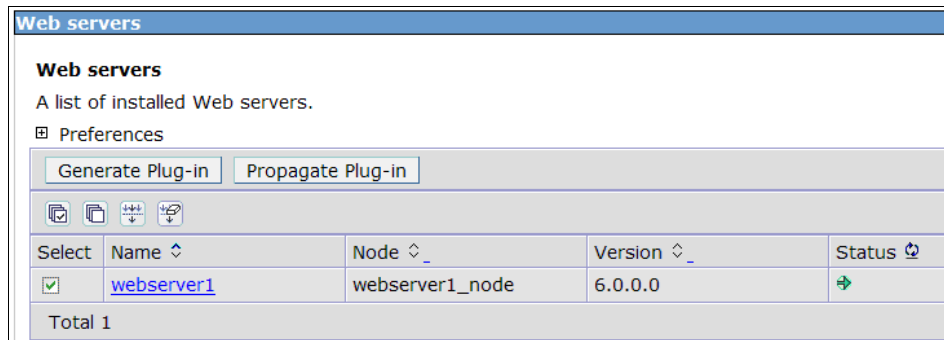 Web servers
Web servers
A list of installed Web servers.
Preferences
Generate Plug-in Propagate Plug-in
Select Name Node Version Status
webserver1 webserver1_node 6.0.0.0
Total 1